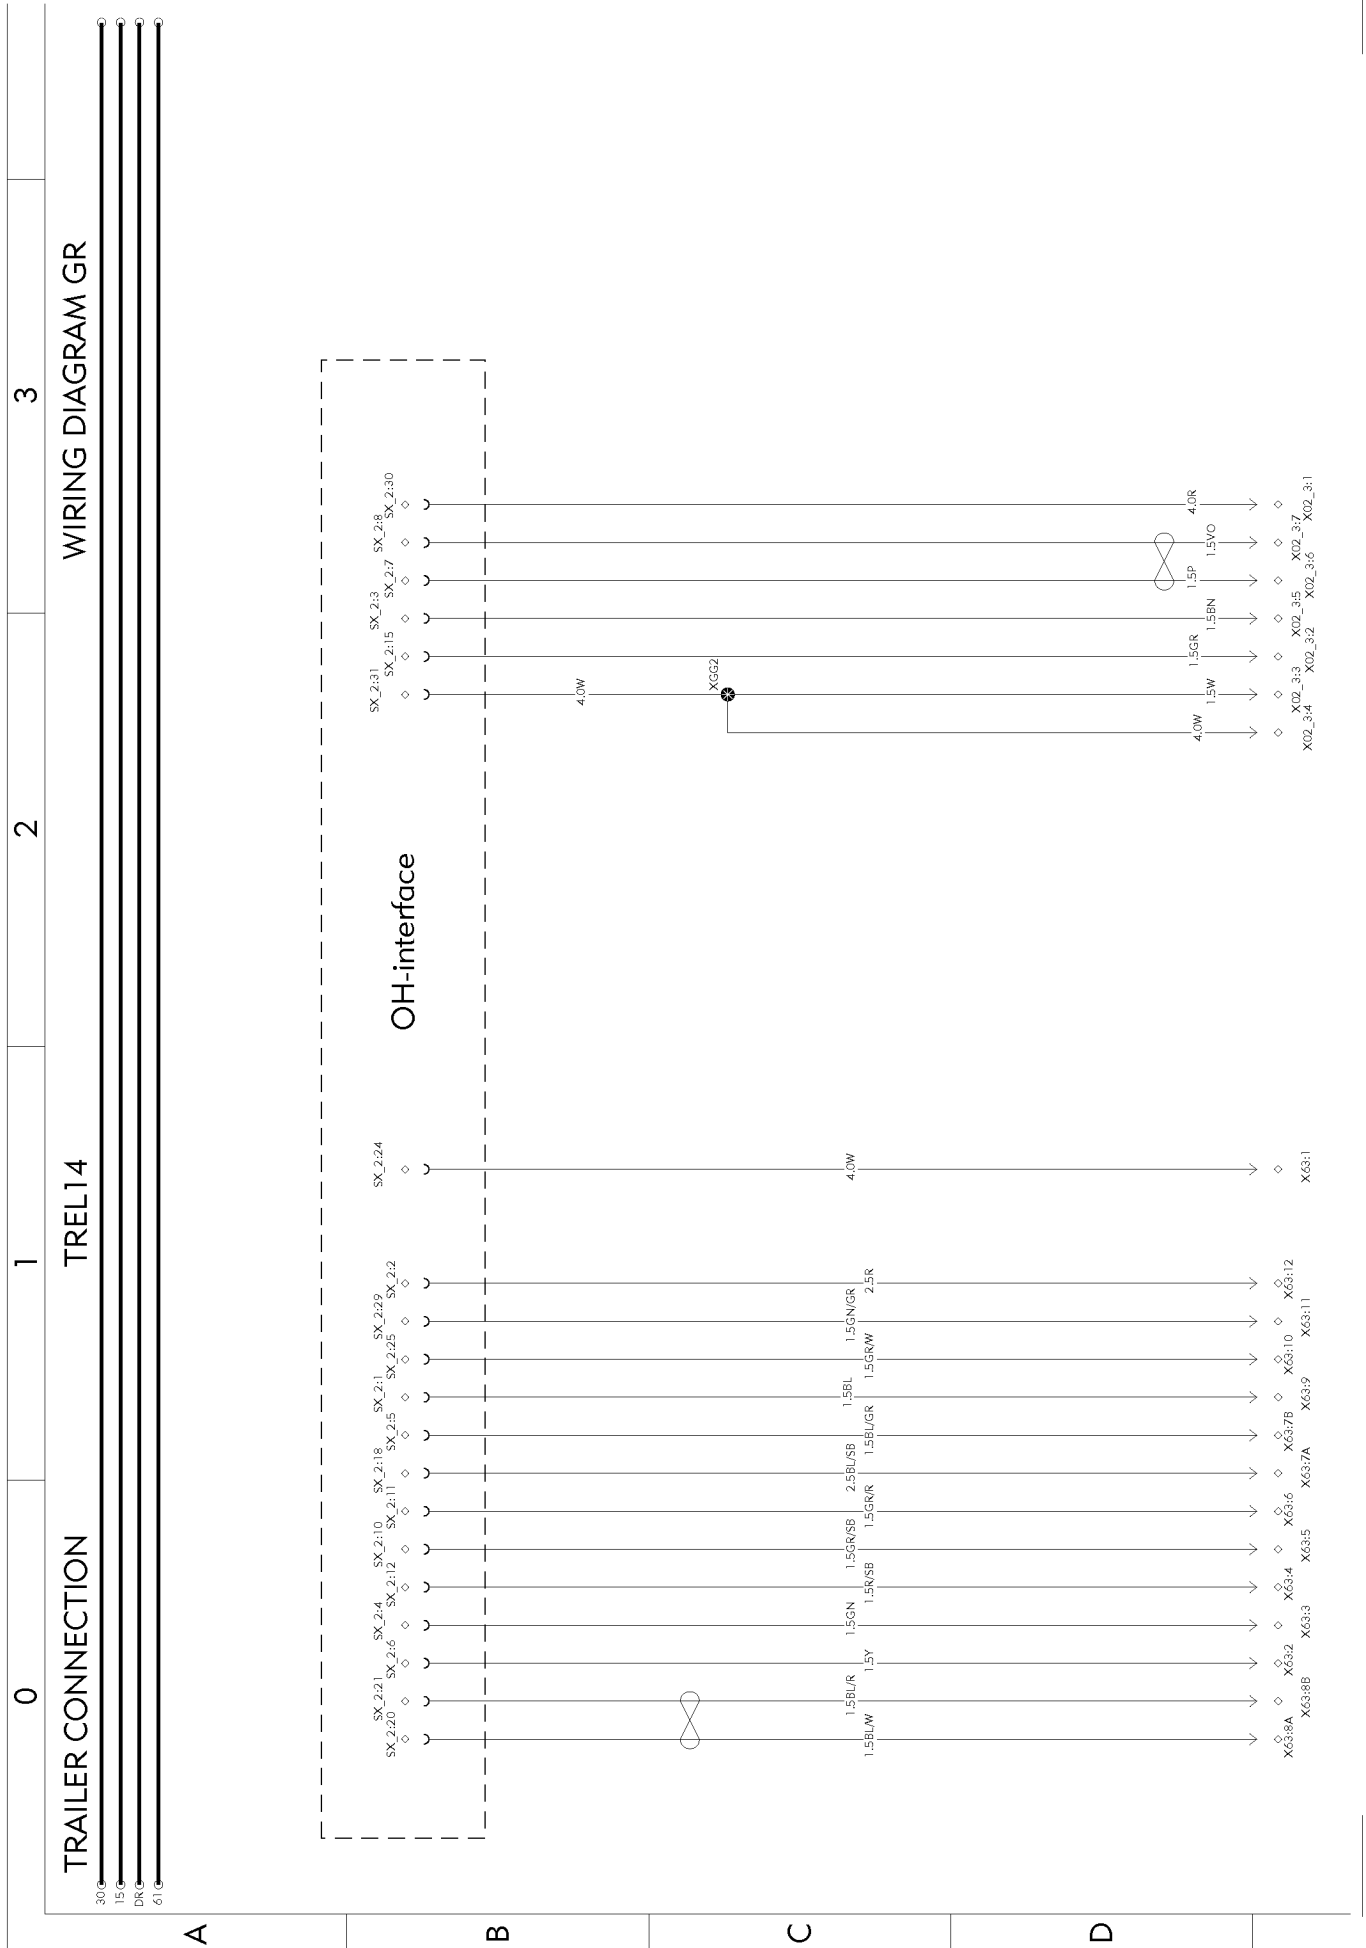 0
1
2
3
TRAILER CONNECTION
TREL14
WIRING DIAGRAM GR
30
15
DR
61
A
B
C
D
SX_2:20
SX_2:21
SX_2:6
SX_2:4
SX_2:12
SX_2:10
SX_2:11
SX_2:18
SX_2:5
SX_2:1
SX_2:25
SX_2:29
SX_2:2
SX_2:24
OH-interface
SX_2:31
SX_2:15
SX_2:3
SX_2:7
SX_2:8
SX_2:30
4.0W
XGG2
1.5BL/W
1.5BL/R
1.5Y
1.5GN
1.5R/SB
1.5GR/SB
1.5GR/R
2.5BL/SB
1.5BL/GR
1.5BL
1.5GR/W
1.5GN/GR
2.5R
4.0W
4.0W
1.5W
1.5GR
1.5BN
1.5P
1.5VO
4.0R
X63:8A
X63:8B
X63:2
X63:3
X63:4
X63:5
X63:6
X63:7A
X63:7B
X63:9
X63:10
X63:11
X63:12
X63:1
X02_3:4
X02_3:3
X02_3:2
X02_3:5
X02_3:6
X02_3:7
X02_3:1